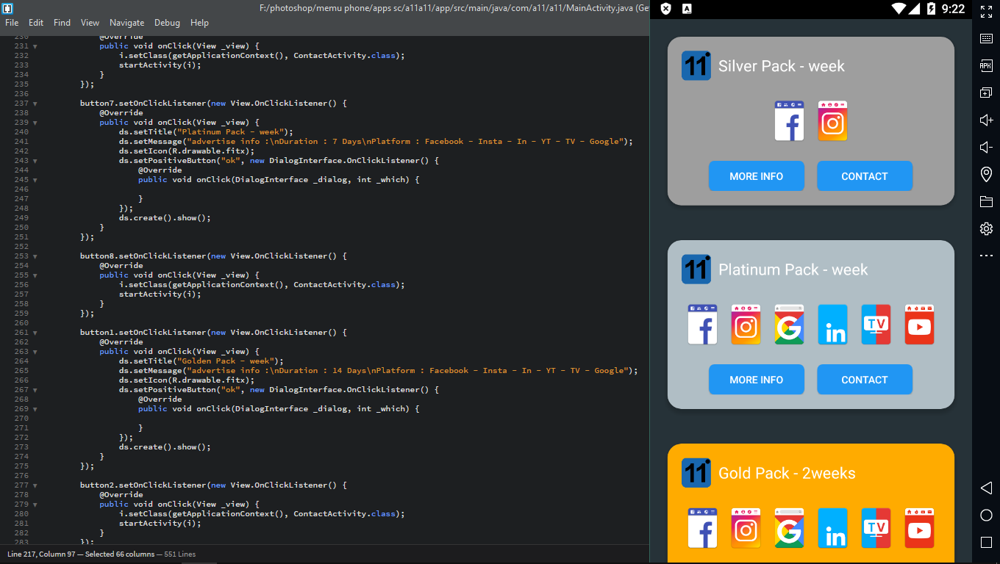 F:/photoshop/memu phone/apps sc/a11a11/app/src/main/java/com/a11/a11/MainActivity.java (Ge
File Edit Find View Navigate Debug Help
230 @Override
231 public void onClick(View _view) {
232 i.setClass(getApplicationContext(), ContactActivity.class);
233 startActivity(i);
234 }
235 });
236
237 button7.setOnClickListener(new View.OnClickListener() {
238 @Override
239 public void onClick(View _view) {
240 ds.setTitle("Platinum Pack - week");
241 ds.setMessage("advertise info :\nDuration : 7 Days\nPlatform : Facebook - Insta - In - YT - TV - Google");
242 ds.setIcon(R.drawable.fitx);
243 ds.setPositiveButton("ok", new DialogInterface.OnClickListener() {
244 @Override
245 public void onClick(DialogInterface _dialog, int _which) {
246
247 }
248 });
249 ds.create().show();
250 }
251 });
252
253 button8.setOnClickListener(new View.OnClickListener() {
254 @Override
255 public void onClick(View _view) {
256 i.setClass(getApplicationContext(), ContactActivity.class);
257 startActivity(i);
258 }
259 });
260
261 button1.setOnClickListener(new View.OnClickListener() {
262 @Override
263 public void onClick(View _view) {
264 ds.setTitle("Golden Pack - week");
265 ds.setMessage("advertise info :\nDuration : 14 Days\nPlatform : Facebook - Insta - In - YT - TV - Google");
266 ds.setIcon(R.drawable.fitx);
267 ds.setPositiveButton("ok", new DialogInterface.OnClickListener() {
268 @Override
269 public void onClick(DialogInterface _dialog, int _which) {
270
271 }
272 });
273 ds.create().show();
274 }
275 });
276
277 button2.setOnClickListener(new View.OnClickListener() {
278 @Override
279 public void onClick(View _view) {
280 i.setClass(getApplicationContext(), ContactActivity.class);
281 startActivity(i);
282 }
283 });
Line 217, Column 97 — Selected 66 columns — 551 Lines
A 9:22
APK
11 Silver Pack - week
f
MORE INFO CONTACT
11 Platinum Pack - week
f G in TV
MORE INFO CONTACT
11 Gold Pack - 2weeks
f G in TV